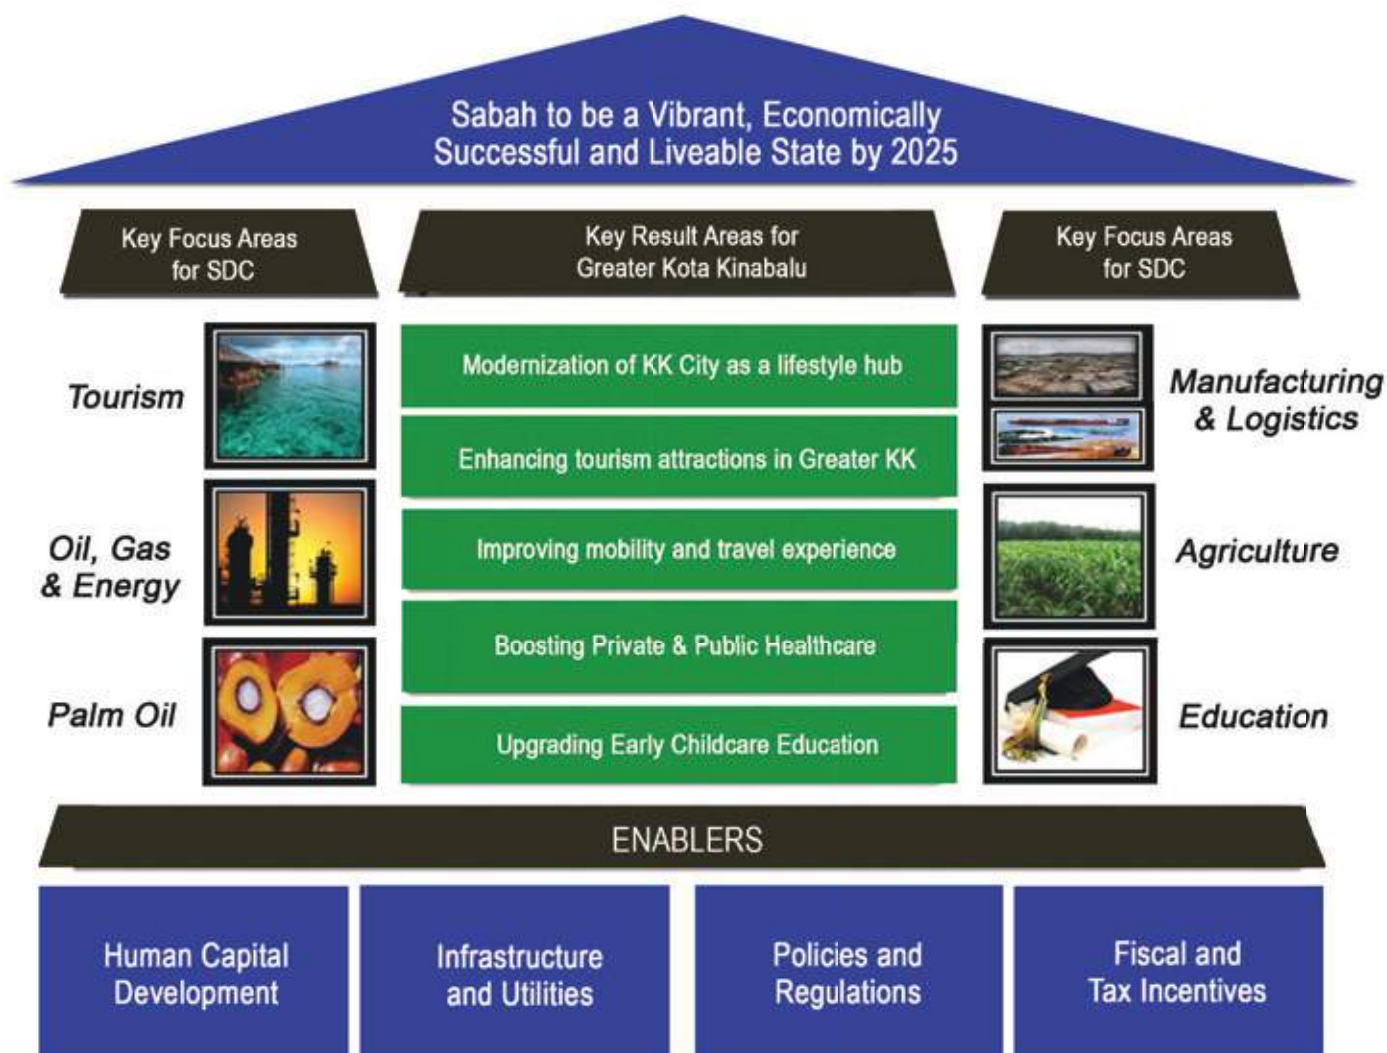 Sabah to be a Vibrant, Economically
Successful and Liveable State by 2025
Key Focus Areas
for SDC
Tourism
Oil, Gas
& Energy
Palm Oil
Key Result Areas for
Greater Kota Kinabalu
Modernization of KK City as a lifestyle hub
Enhancing tourism attractions in Greater KK
Improving mobility and travel experience
Boosting Private & Public Healthcare
Upgrading Early Childcare Education
Key Focus Areas
for SDC
Manufacturing
& Logistics
Agriculture
Education
ENABLERS
Human Capital
Development
Infrastructure
and Utilities
Policies and
Regulations
Fiscal and
Tax Incentives